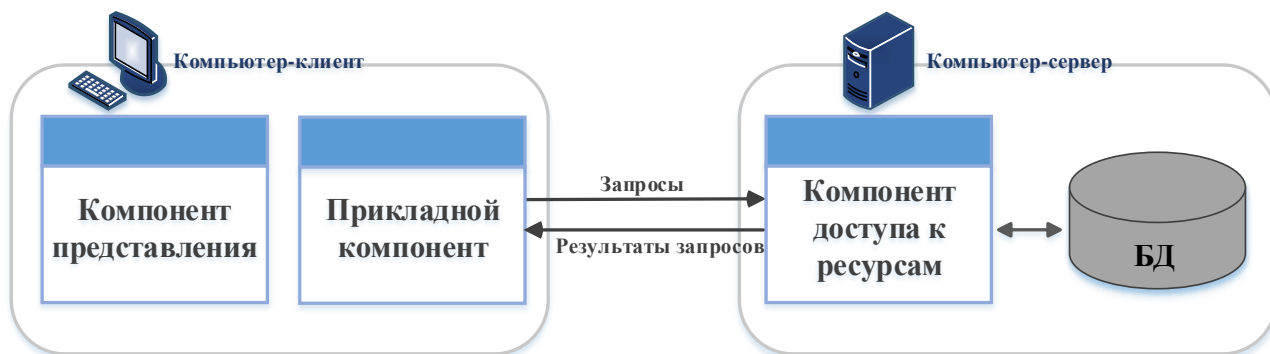 Компьютер-клиент
Компьютер-сервер
Компонент
представления
Прикладной
компонент
Запросы
Результаты запросов
Компонент
доступа к
ресурсам
БД